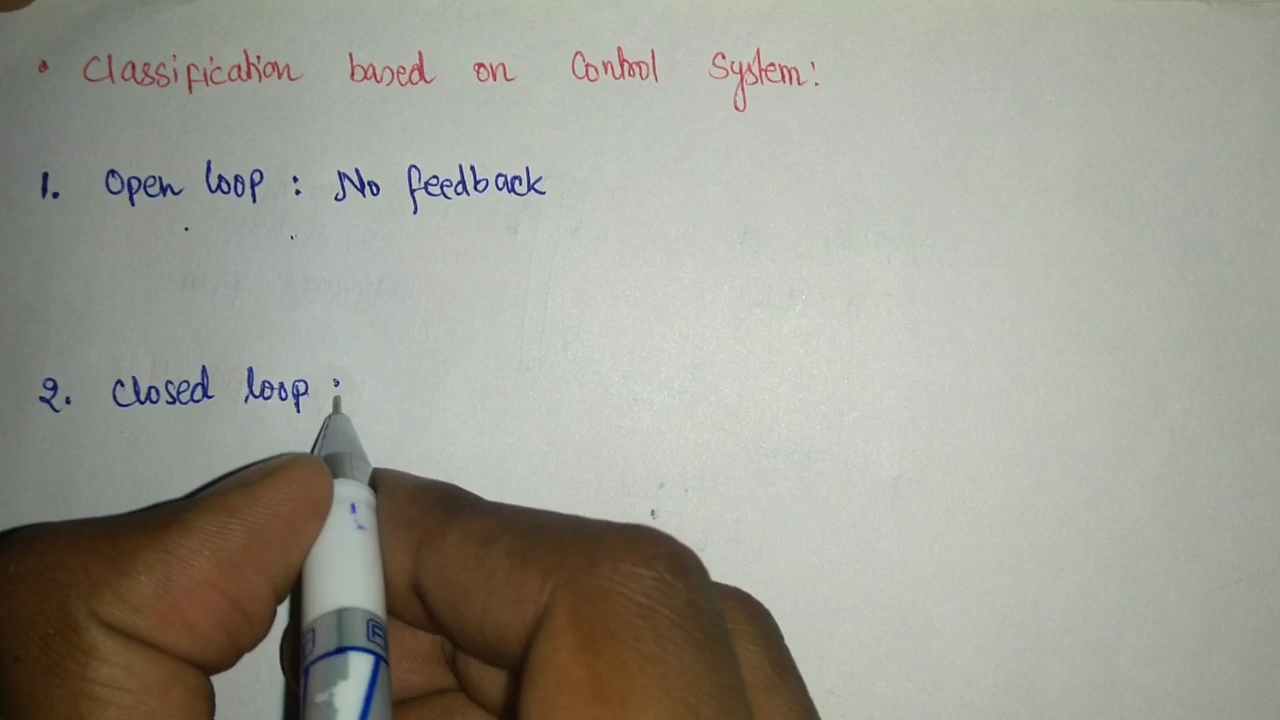 • Classification based on Control System:
1. Open loop : No feedback
2. Closed loop :